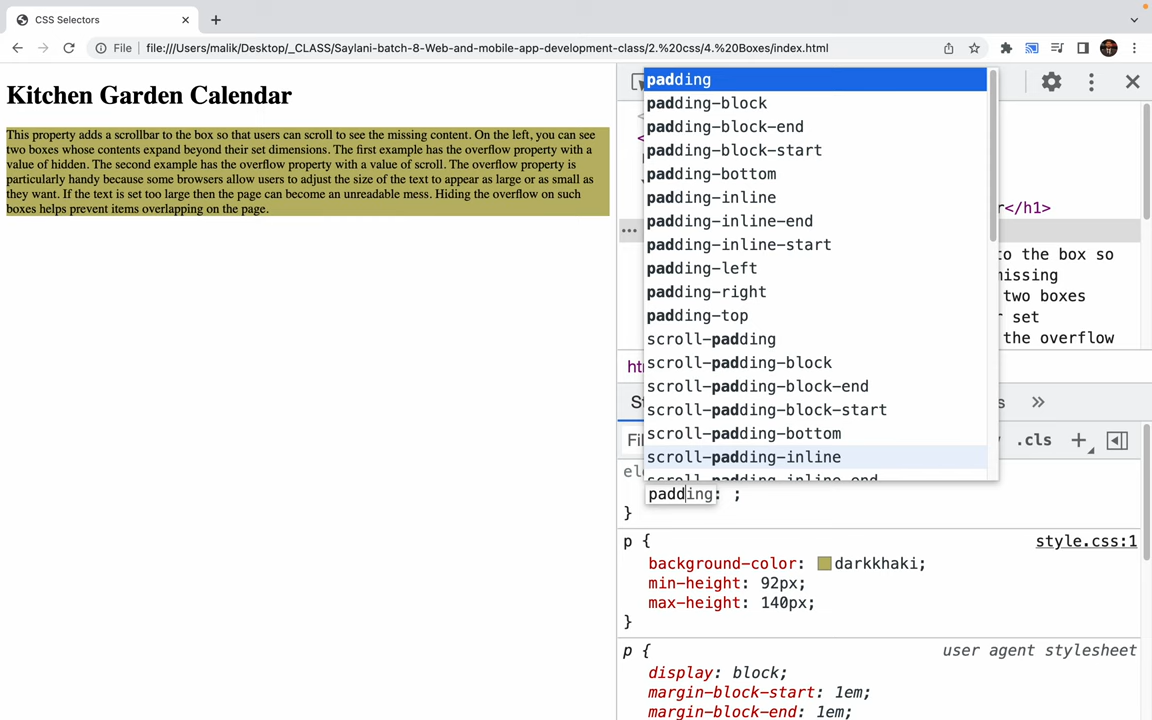 CSS Selectors
File
file:///Users/malik/Desktop/_CLASS/Saylani-batch-8-Web-and-mobile-app-development-class/2.%20css/4.%20Boxes/index.html
Kitchen Garden Calendar
This property adds a scrollbar to the box so that users can scroll to see the missing content. On the left, you can see
two boxes whose contents expand beyond their set dimensions. The first example has the overflow property with a
value of hidden. The second example has the overflow property with a value of scroll. The overflow property is
particularly handy because some browsers allow users to adjust the size of the text to appear as large or as small as
they want. If the text is set too large then the page can become an unreadable mess. Hiding the overflow on such
boxes helps prevent items overlapping on the page.
padding
padding-block
padding-block-end
padding-block-start
padding-bottom
padding-inline
padding-inline-end
padding-inline-start
padding-left
padding-right
padding-top
scroll-padding
scroll-padding-block
scroll-padding-block-end
scroll-padding-block-start
scroll-padding-bottom
scroll-padding-inline
scroll-padding-inline-end
r</h1>
to the box so
missing
two boxes
r set
the overflow
.cls
padding: ;
}
p {
style.css:1
background-color: darkkhaki;
min-height: 92px;
max-height: 140px;
}
p {
user agent stylesheet
display: block;
margin-block-start: 1em;
margin-block-end: 1em;